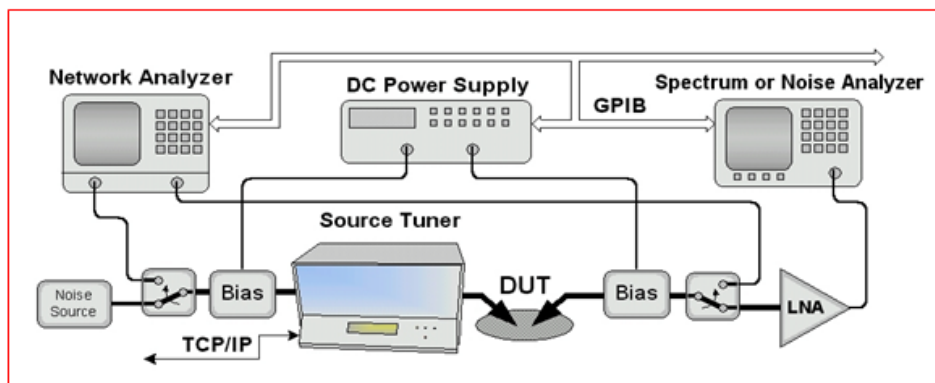 Network Analyzer
DC Power Supply
Spectrum or Noise Analyzer
GPIB
Source Tuner
Noise
Source
Bias
DUT
Bias
LNA
TCP/IP